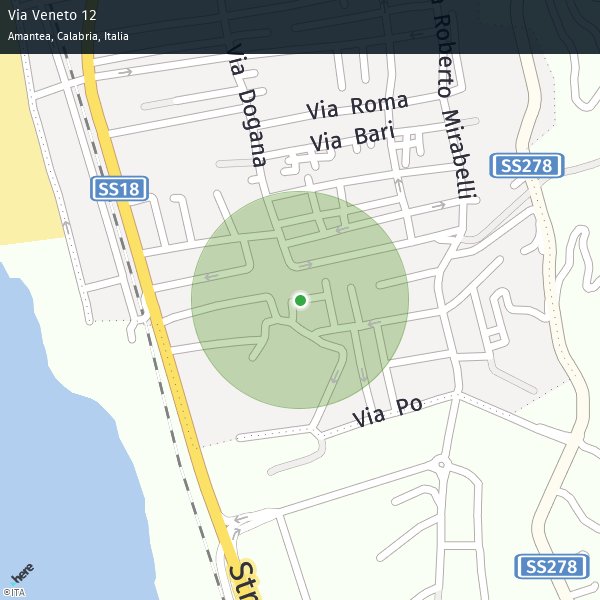 Via Veneto 12
Amantea, Calabria, Italia
Via Dogana
Roberto Mirabelli
Via Roma
Via Bari
SS278
SS18
Via Po
SS278
Str
here
©ITA